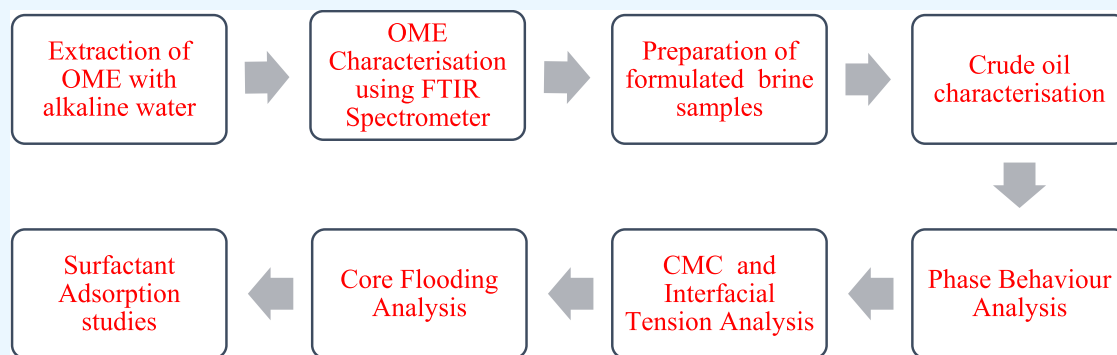 Extraction of
OME with
alkaline water
OME
Characterisation
using FTIR
Spectrometer
Preparation of
formulated brine
samples
Crude oil
characterisation
Surfactant
Adsorption
studies
Core Flooding
Analysis
CMC and
Interfacial
Tension Analysis
Phase Behaviour
Analysis